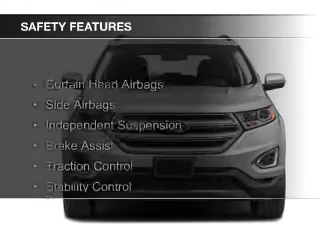 SAFETY FEATURES
• Curtain Head Airbags
• Side Airbags
• Independent Suspension
• Brake Assist
• Traction Control
• Stability Control